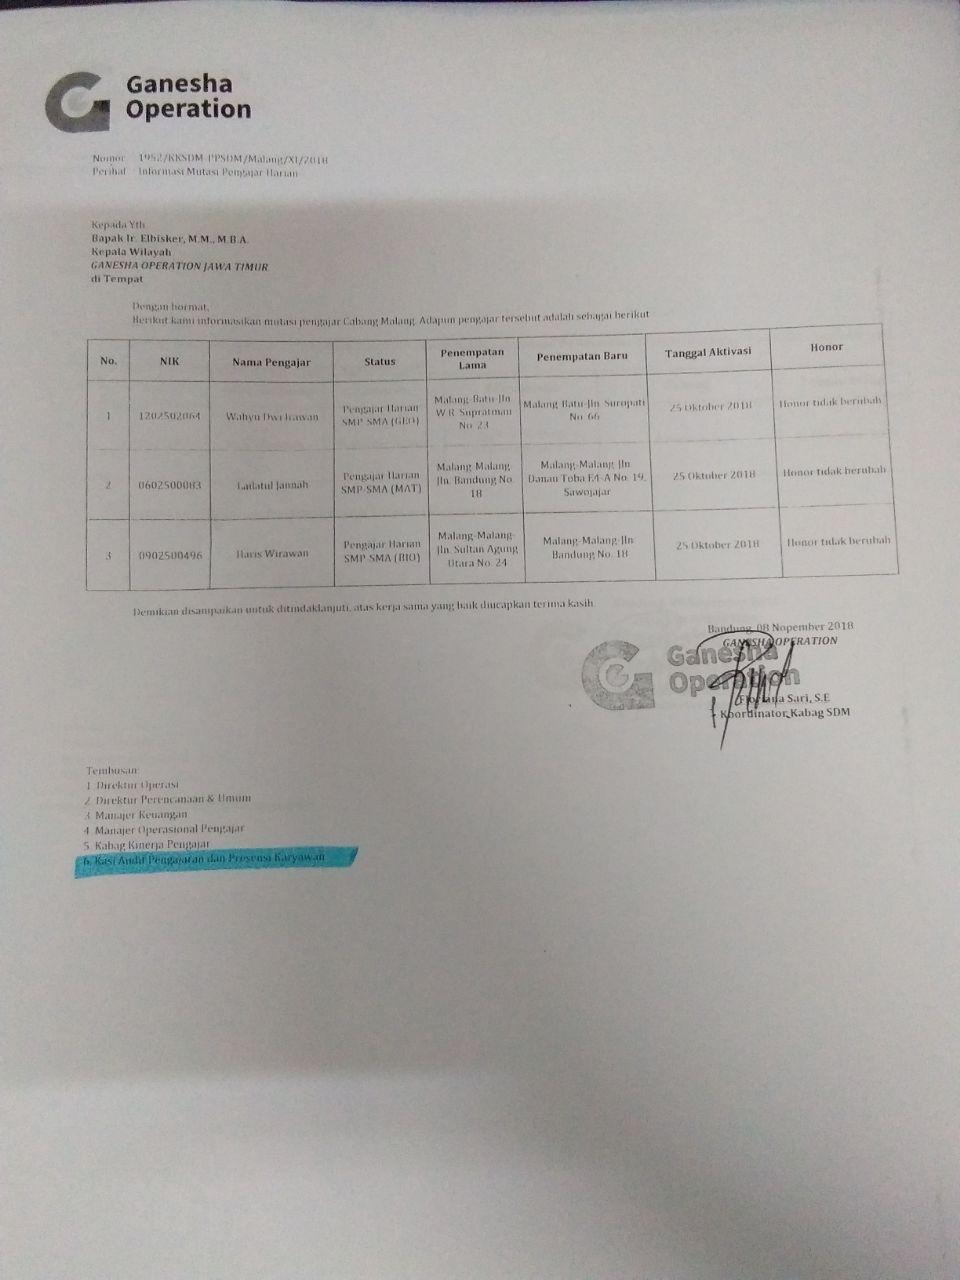 Ganesha
Operation
Nomor 1952/KKSDM-PPSDM/Malang/XI/2018
Perihal Informasi Mutasi Pengajar Harian
Kepada Yth
Bapak Ir. Elbisker, M.M., M.B.A.
Kepala Wilayah
GANESHA OPERATION JAWA TIMUR
di Tempat
Dengan hormat,
Berikut kami informasikan mutasi pengajar Cabang Malang. Adapun pengajar tersebut adalah sebagai berikut
No. NIK Nama Pengajar Status Penempatan Lama Penempatan Baru Tanggal Aktivasi Honor
1 1202502064 Wahyu Dwi Irawan Pengajar Harian SMP-SMA (GEO) Malang-Batu-Jln W.R. Supratman No. 23 Malang-Batu-Jln. Suropati No. 66 25 Oktober 2018 Honor tidak berubah
2 0602500083 Lailatul Jannah Pengajar Harian SMP-SMA (MAT) Malang-Malang-Jln. Bandung No. 18 Malang-Malang-Jln Danau Toba E4-A No. 19, Sawojajar 25 Oktober 2018 Honor tidak berubah
3 0902500496 Haris Wirawan Pengajar Harian SMP-SMA (BIO) Malang-Malang-Jln. Sultan Agung Utara No. 24 Malang-Malang-Jln Bandung No. 18 25 Oktober 2018 Honor tidak berubah
Demikian disampaikan untuk ditindaklanjuti, atas kerja sama yang baik diucapkan terima kasih.
Bandung, 08 Nopember 2018
GANESHA OPERATION
Ganesha
Operation
Sari, S.E
Koordinator Kabag SDM
Tembusan:
1. Direktur Operasi
2. Direktur Perencanaan & Umum
3. Manajer Keuangan
4. Manajer Operasional Pengajar
5. Kabag Kinerja Pengajar
6. Kasi Audit Pengajaran dan Presensi Karyawan